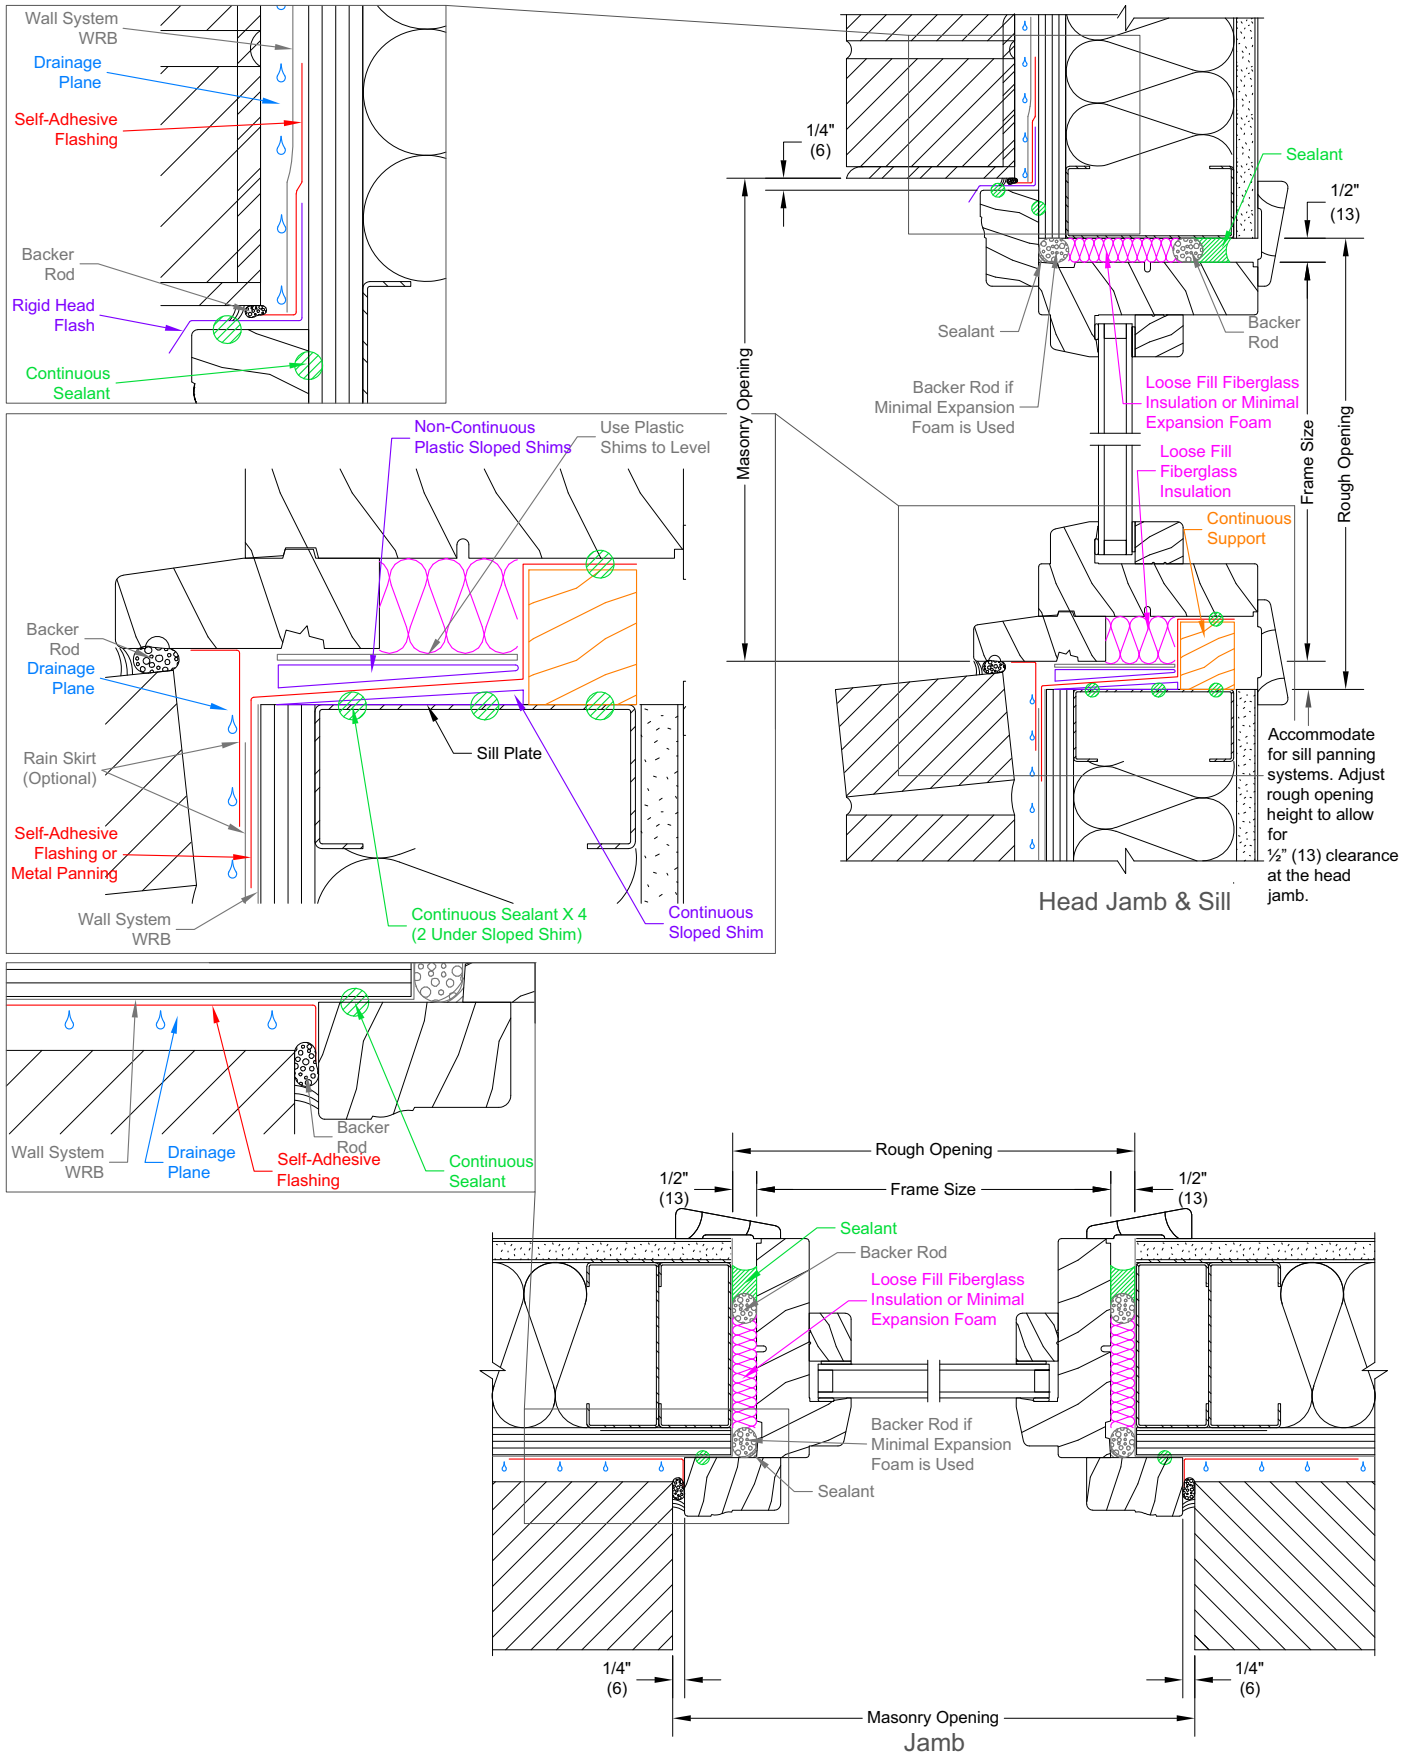 Wall System
WRB
Drainage
Plane
Self-Adhesive
Flashing
Backer
Rod
Rigid Head
Flash
Continuous
Sealant
1/4"
(6)
Sealant
1/2"
(13)
Masonry Opening
Sealant
Backer
Rod
Backer Rod if
Minimal Expansion
Foam is Used
Loose Fill Fiberglass
Insulation or Minimal
Expansion Foam
Frame Size
Rough Opening
Loose Fill
Fiberglass
Insulation
Continuous
Support
Accommodate
for sill panning
systems. Adjust
rough opening
height to allow
for
½" (13) clearance
at the head
jamb.
Head Jamb & Sill
Non-Continuous
Plastic Sloped Shims
Use Plastic
Shims to Level
Backer
Rod
Drainage
Plane
Rain Skirt
(Optional)
Sill Plate
Self-Adhesive
Flashing or
Metal Panning
Wall System
WRB
Continuous Sealant X 4
(2 Under Sloped Shim)
Continuous
Sloped Shim
Wall System
WRB
Drainage
Plane
Self-Adhesive
Flashing
Backer
Rod
Continuous
Sealant
Rough Opening
1/2"
(13)
Frame Size
1/2"
(13)
Sealant
Backer Rod
Loose Fill Fiberglass
Insulation or Minimal
Expansion Foam
Backer Rod if
Minimal Expansion
Foam is Used
Sealant
1/4"
(6)
1/4"
(6)
Masonry Opening
Jamb